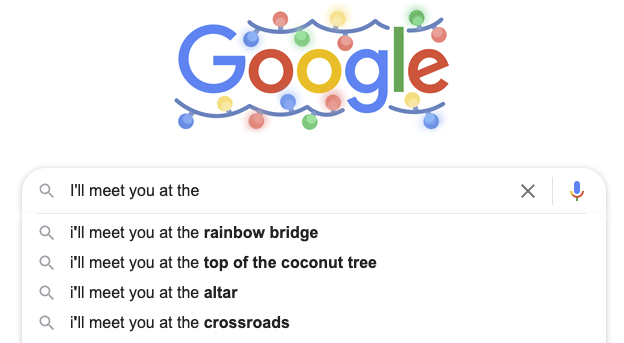 Google
I'll meet you at the
i'll meet you at the rainbow bridge
i'll meet you at the top of the coconut tree
i'll meet you at the altar
i'll meet you at the crossroads